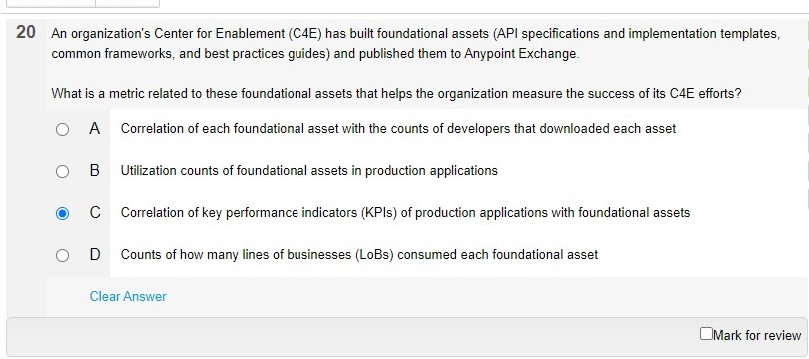 20 An organization's Center for Enablement (C4E) has built foundational assets (API specifications and implementation templates,
common frameworks, and best practices guides) and published them to Anypoint Exchange.
What is a metric related to these foundational assets that helps the organization measure the success of its C4E efforts?
A Correlation of each foundational asset with the counts of developers that downloaded each asset
B Utilization counts of foundational assets in production applications
C Correlation of key performance indicators (KPIs) of production applications with foundational assets
D Counts of how many lines of businesses (LoBs) consumed each foundational asset
Clear Answer
Mark for review